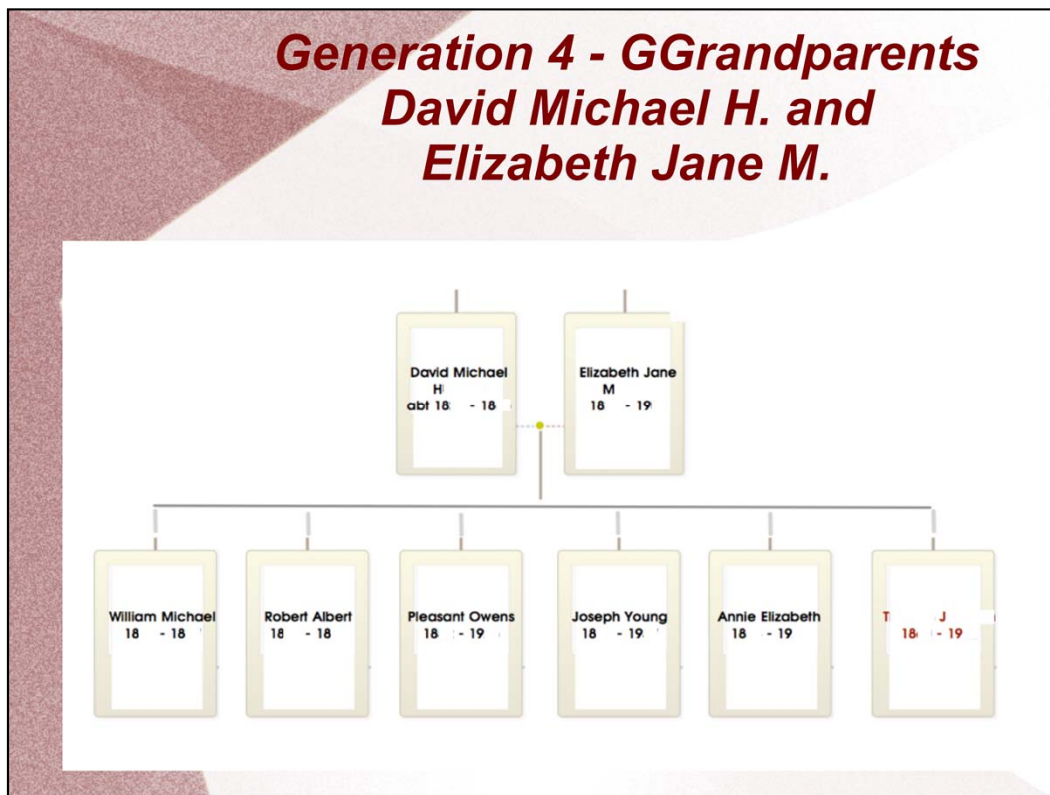 Generation 4 - GGrandparents
David Michael H. and
Elizabeth Jane M.
David Michael
H
abt 18 - 18
Elizabeth Jane
M
18 - 19
William Michael
18 - 18
Robert Albert
18 - 18
Pleasant Owens
18 - 19
Joseph Young
18 - 19
Annie Elizabeth
18 - 19
T J
18 - 19